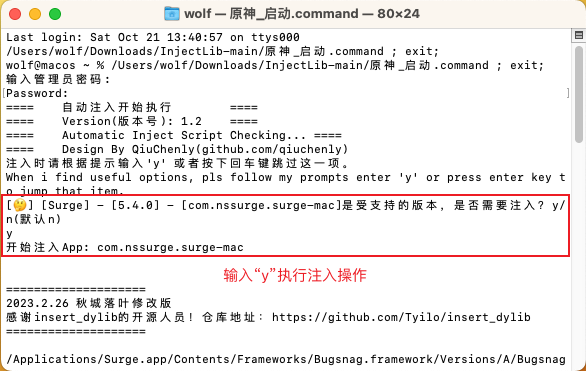 wolf — 原神_启动.command — 80×24
Last login: Sat Oct 21 13:40:57 on ttys000
/Users/wolf/Downloads/InjectLib-main/原神_启动.command ; exit;
wolf@macos ~ % /Users/wolf/Downloads/InjectLib-main/原神_启动.command ; exit;
输入管理员密码:
[Password: ]
==== 自动注入开始执行 ====
==== Version(版本号): 1.2 ====
==== Automatic Inject Script Checking... ====
==== Design By QiuChenly(github.com/qiuchenly)
注入时请根据提示输入'y' 或者按下回车键跳过这一项。
When i find useful options, pls follow my prompts enter 'y' or press enter key t
o jump that item.
[🤔] [Surge] - [5.4.0] - [com.nssurge.surge-mac]是受支持的版本，是否需要注入？y/
n(默认n)
y
开始注入App: com.nssurge.surge-mac
输入“y”执行注入操作
====================
2023.2.26 秋城落叶修改版
感谢insert_dylib的开源人员！仓库地址：https://github.com/Tyilo/insert_dylib
====================
/Applications/Surge.app/Contents/Frameworks/Bugsnag.framework/Versions/A/Bugsnag